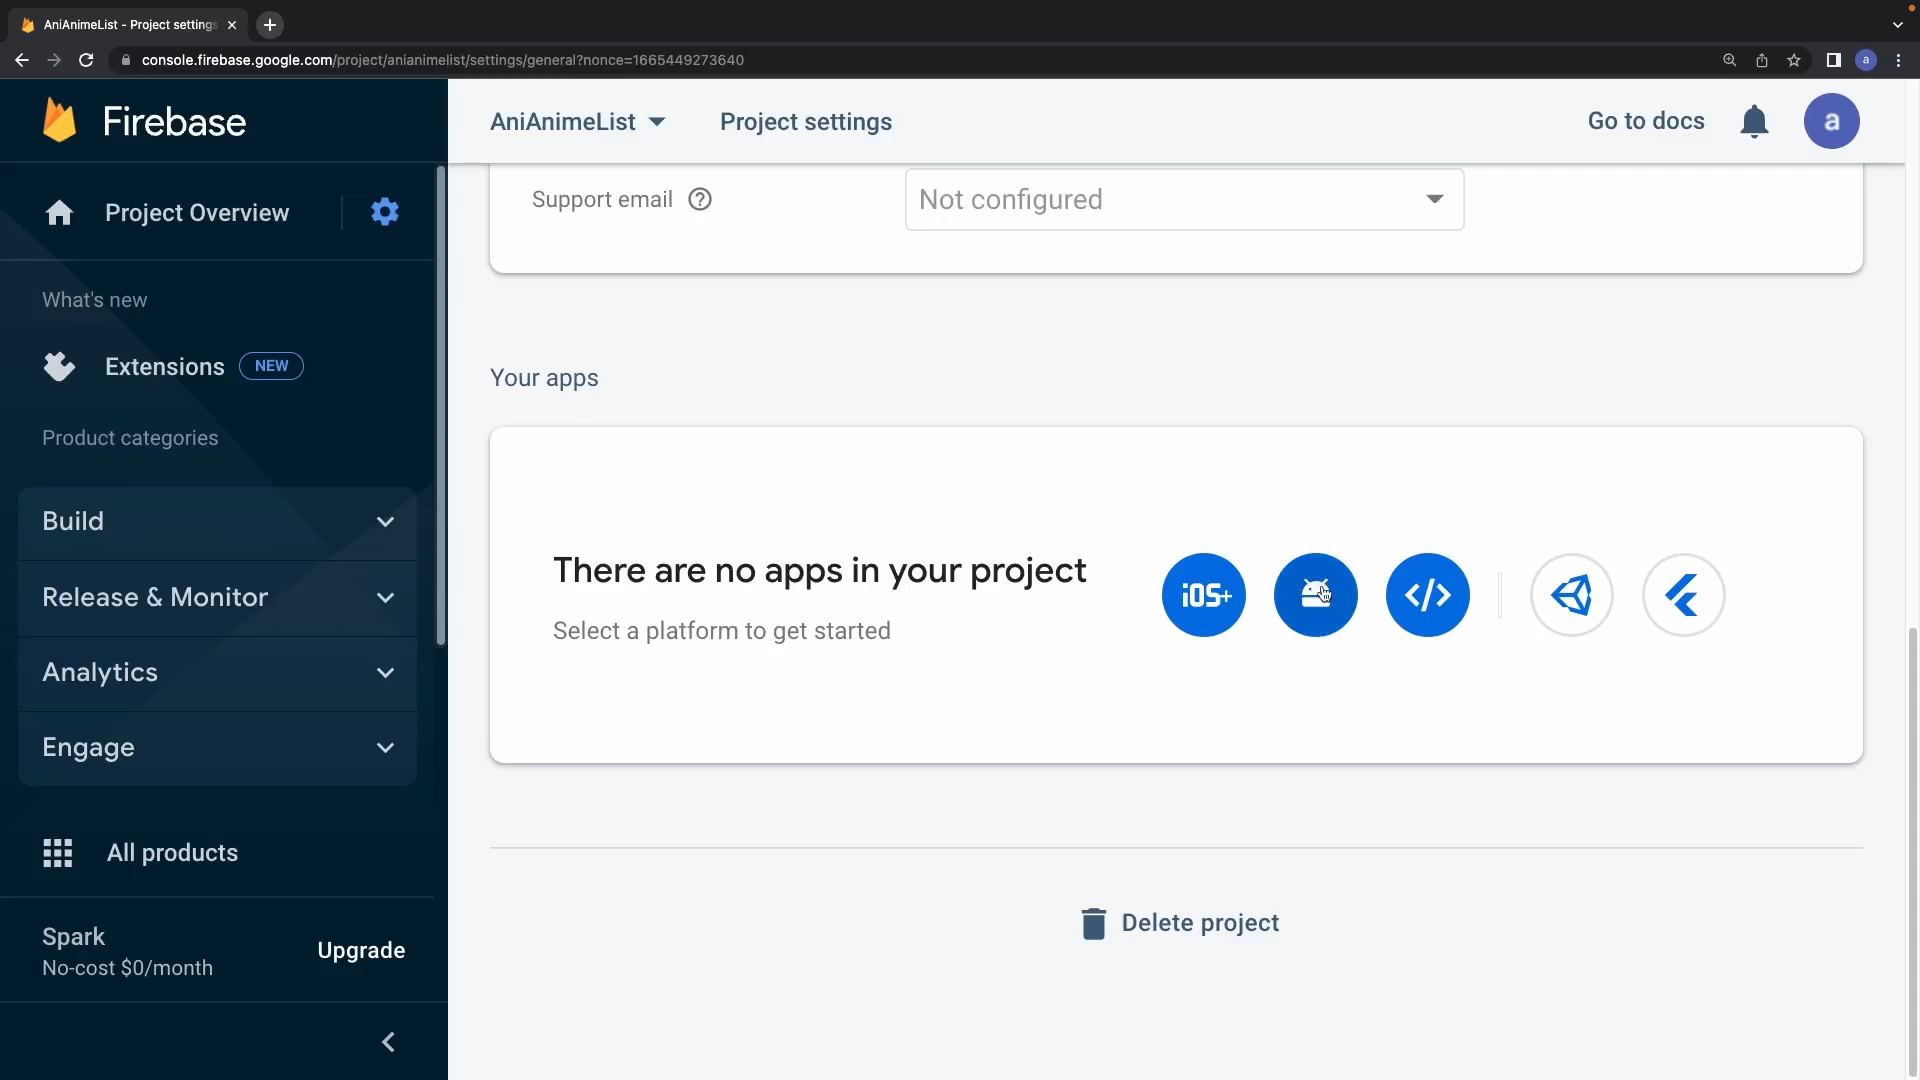 AniAnimeList - Project settings
console.firebase.google.com/project/anianimelist/settings/general?nonce=1665449273640
a
Firebase
AniAnimeList
Project settings
Go to docs
a
Project Overview
Support email
Not configured
What's new
Extensions
NEW
Your apps
Product categories
Build
Release & Monitor
Analytics
Engage
There are no apps in your project
Select a platform to get started
iOS+
</>
All products
Spark
No-cost $0/month
Upgrade
Delete project